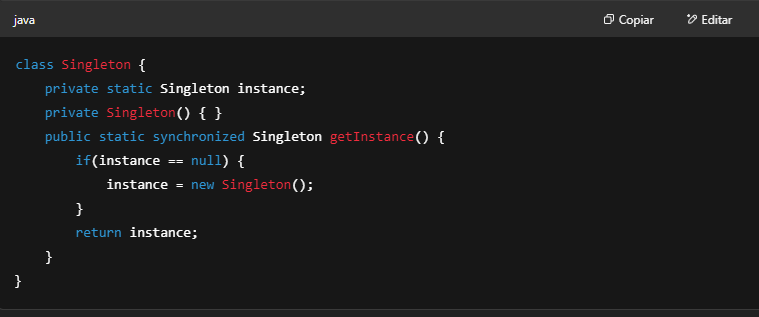 java Copiar Editar
class Singleton {
    private static Singleton instance;
    private Singleton() { }
    public static synchronized Singleton getInstance() {
        if(instance == null) {
            instance = new Singleton();
        }
        return instance;
    }
}